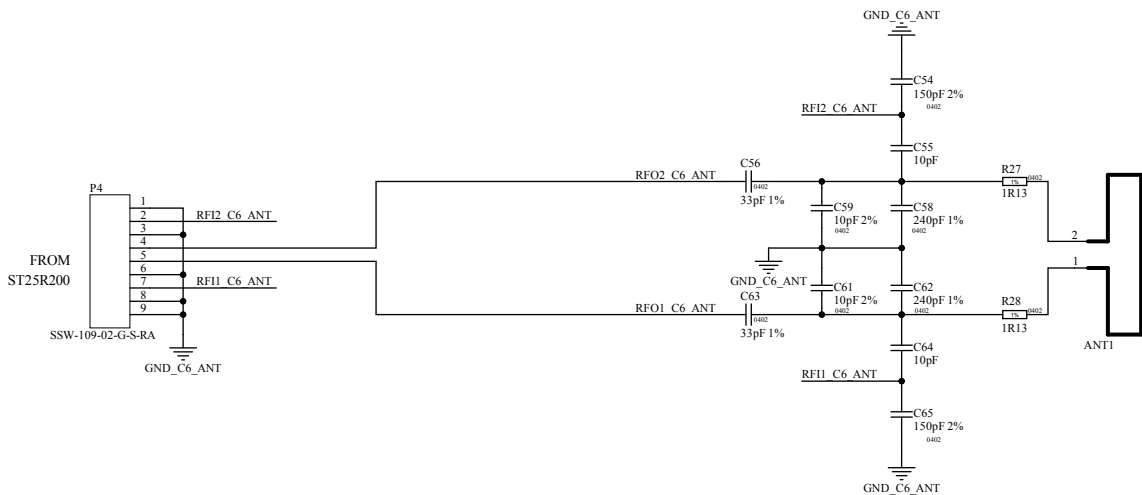 GND_C6_ANT
C54
150pF 2%
0402
RFI2_C6_ANT
C55
10pF
C56
RFO2_C6_ANT
0402
33pF 1%
R27
1%
0402
1R13
P4
1
2
3
4
5
6
7
8
9
RFI2_C6_ANT
RFI1_C6_ANT
FROM
ST25R200
SSW-109-02-G-S-RA
GND_C6_ANT
C59
10pF 2%
0402
C58
240pF 1%
0402
GND_C6_ANT
C61
10pF 2%
0402
C62
240pF 1%
0402
C63
RFO1_C6_ANT
0402
33pF 1%
R28
1%
0402
1R13
2
1
ANT1
C64
10pF
RFI1_C6_ANT
C65
150pF 2%
0402
GND_C6_ANT